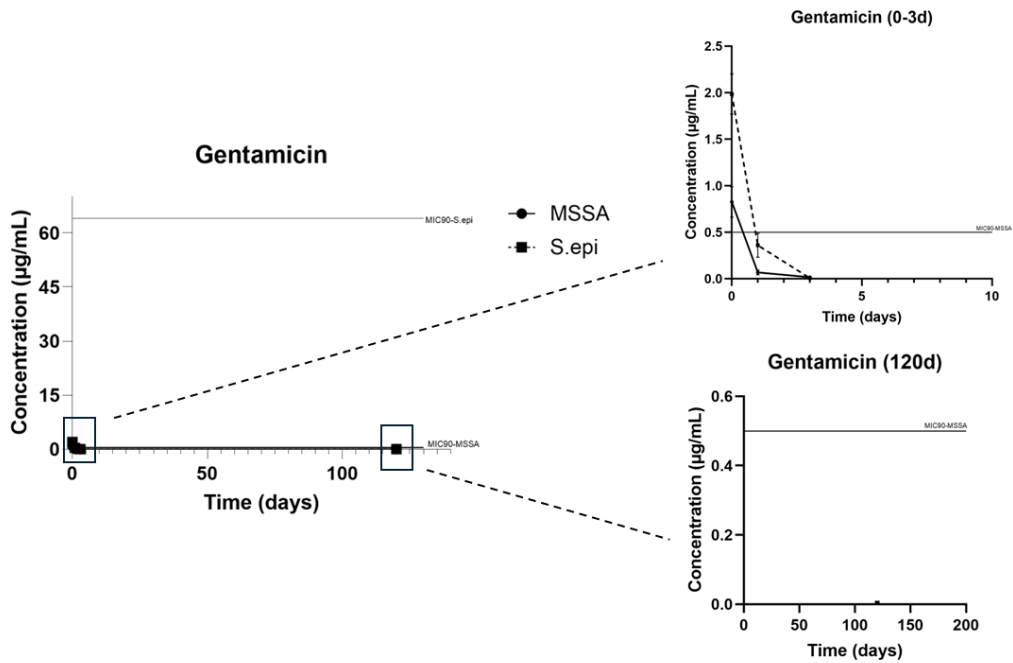 Gentamicin
Concentration (µg/mL)
60
45
30
15
0
0
50
100
Time (days)
MIC90-S.epi
MIC90-MSSA
MSSA
S.epi
Gentamicin (0-3d)
Concentration (µg/mL)
2.5
2.0
1.5
1.0
0.5
0.0
MIC90-MSSA
0
5
10
Time (days)
Gentamicin (120d)
Concentration (µg/mL)
0.6
0.4
0.2
0.0
MIC90-MSSA
0
50
100
150
200
Time (days)